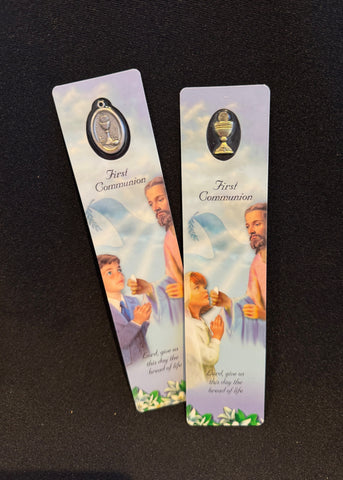 First
Communion
Lord, give us
this day the
bread of life
First
Communion
Lord, give us
this day the
bread of life